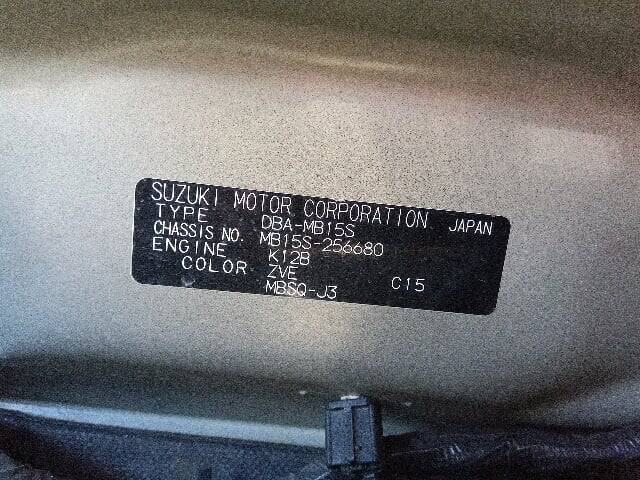 SUZUKI MOTOR CORPORATION JAPAN
TYPE DBA-MB15S
CHASSIS NO. MB15S-256680
ENGINE K12B
COLOR ZVE
MBSQ-J3 C15